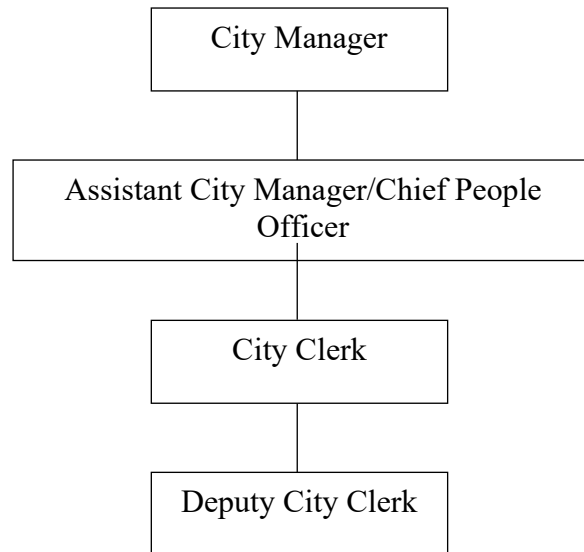 City Manager
Assistant City Manager/Chief People
Officer
City Clerk
Deputy City Clerk